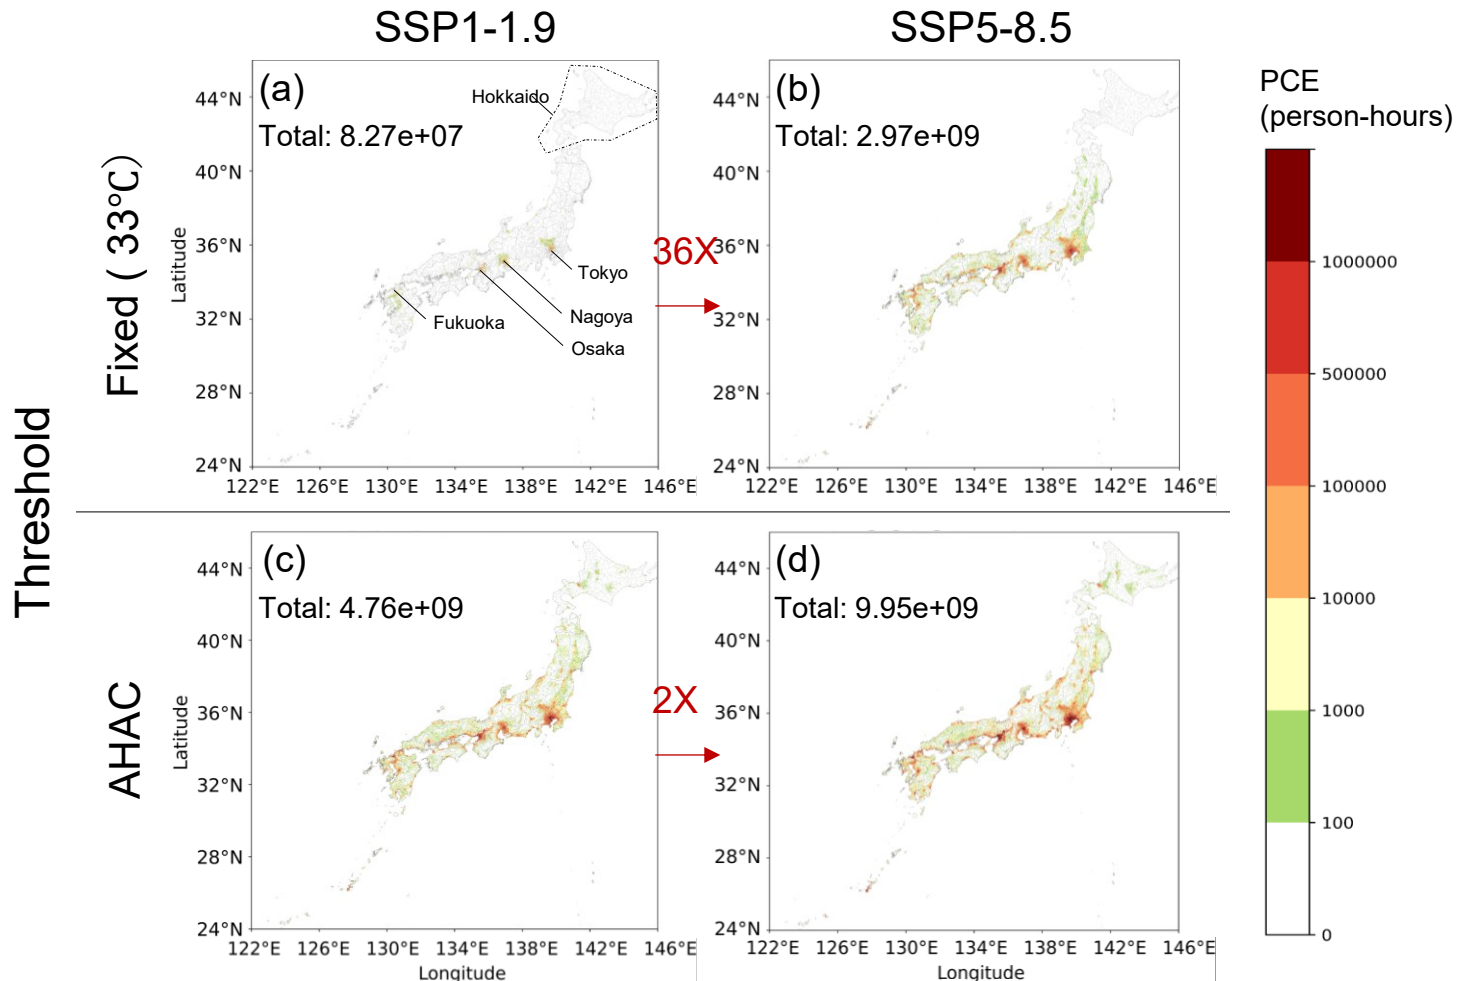 SSP1-1.9
SSP5-8.5
Threshold
Fixed ( 33℃)
(a)
Total: 8.27e+07
Hokkaido
Tokyo
Nagoya
Osaka
Fukuoka
Latitude
44°N
40°N
36°N
32°N
28°N
24°N
122°E 126°E 130°E 134°E 138°E 142°E 146°E
36X
(b)
Total: 2.97e+09
44°N
40°N
36°N
32°N
28°N
24°N
122°E 126°E 130°E 134°E 138°E 142°E 146°E
AHAC
(c)
Total: 4.76e+09
Latitude
44°N
40°N
36°N
32°N
28°N
24°N
122°E 126°E 130°E 134°E 138°E 142°E 146°E
Longitude
2X
(d)
Total: 9.95e+09
44°N
40°N
36°N
32°N
28°N
24°N
122°E 126°E 130°E 134°E 138°E 142°E 146°E
Longitude
PCE
(person-hours)
1000000
500000
100000
10000
1000
100
0